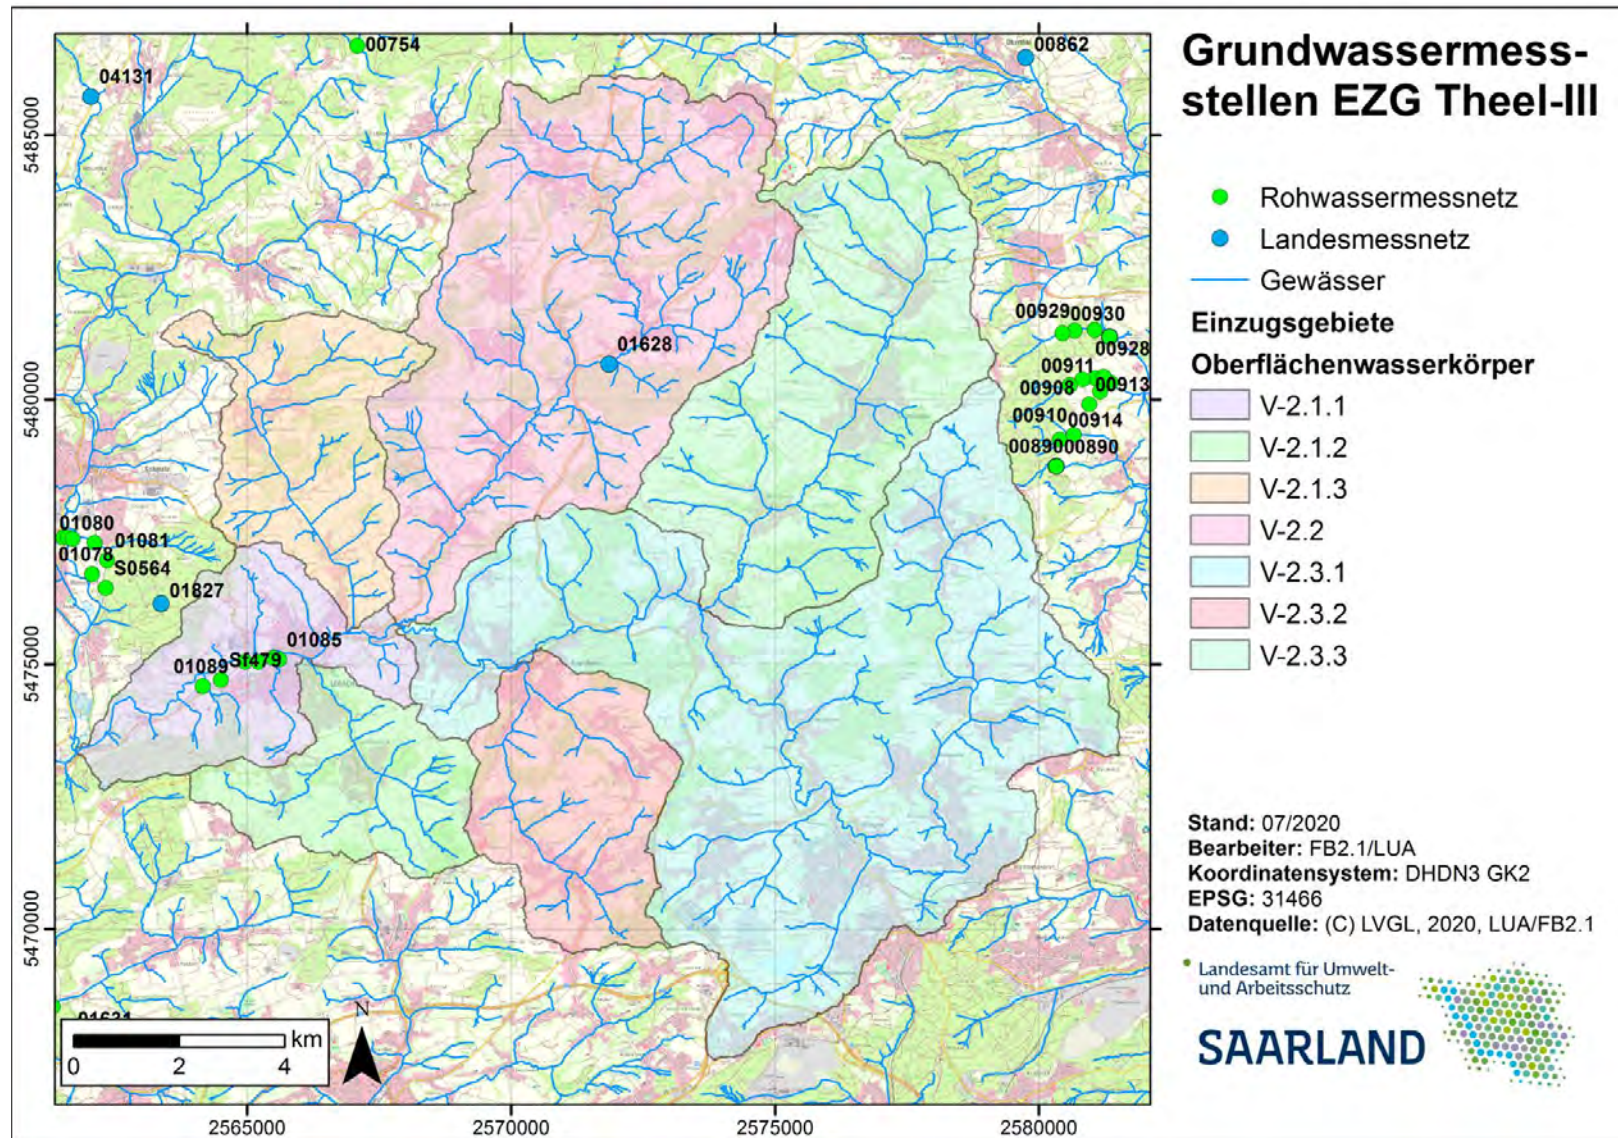 Grundwassermess-
stellen EZG Theel-III
Rohwassermessnetz
Landesmessnetz
Gewässer
Einzugsgebiete
Oberflächenwasserkörper
V-2.1.1
V-2.1.2
V-2.1.3
V-2.2
V-2.3.1
V-2.3.2
V-2.3.3
Stand: 07/2020
Bearbeiter: FB2.1/LUA
Koordinatensystem: DHDN3 GK2
EPSG: 31466
Datenquelle: (C) LVGL, 2020, LUA/FB2.1
Landesamt für Umwelt-
und Arbeitsschutz
SAARLAND
00754
00862
04131
01628
00929
00930
00928
00911
00908
00913
00910
00914
00890
00890
01080
01081
01078
S0564
01827
01085
01089
Sf479
01631
N
km
0
2
4
5485000
5480000
5475000
5470000
2565000
2570000
2575000
2580000